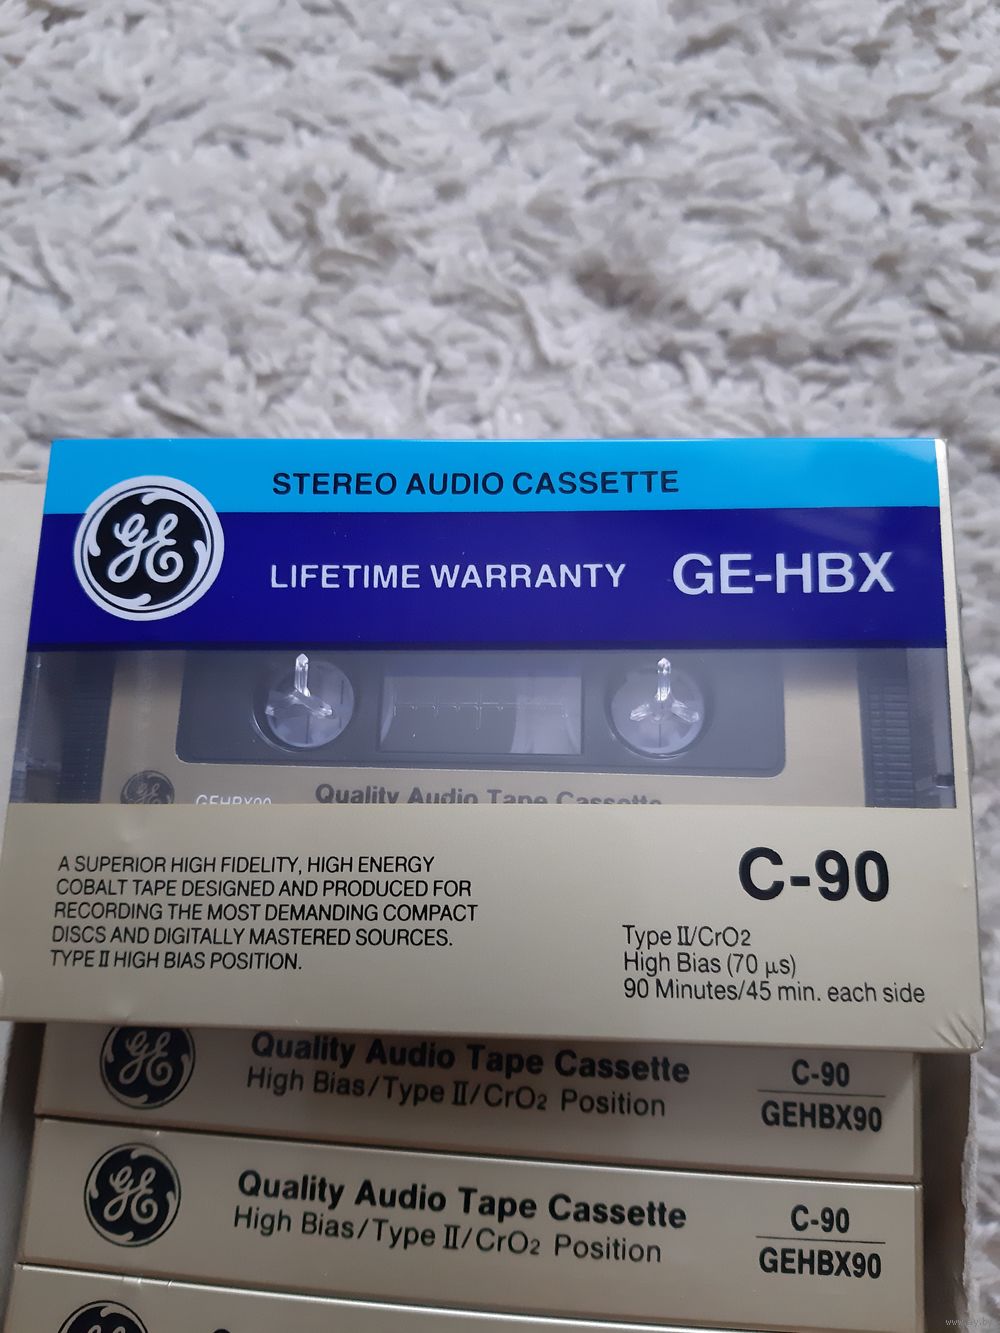 STEREO AUDIO CASSETTE
GE
LIFETIME WARRANTY
GE-HBX
GE
GEHBX90
Quality Audio Tape Cassette
A SUPERIOR HIGH FIDELITY, HIGH ENERGY
COBALT TAPE DESIGNED AND PRODUCED FOR
RECORDING THE MOST DEMANDING COMPACT
DISCS AND DIGITALLY MASTERED SOURCES.
TYPE II HIGH BIAS POSITION.
C-90
Type II/CrO2
High Bias (70 µs)
90 Minutes/45 min. each side
GE
Quality Audio Tape Cassette
High Bias/Type II/CrO2 Position
C-90
GEHBX90
GE
Quality Audio Tape Cassette
High Bias/Type II/CrO2 Position
C-90
GEHBX90